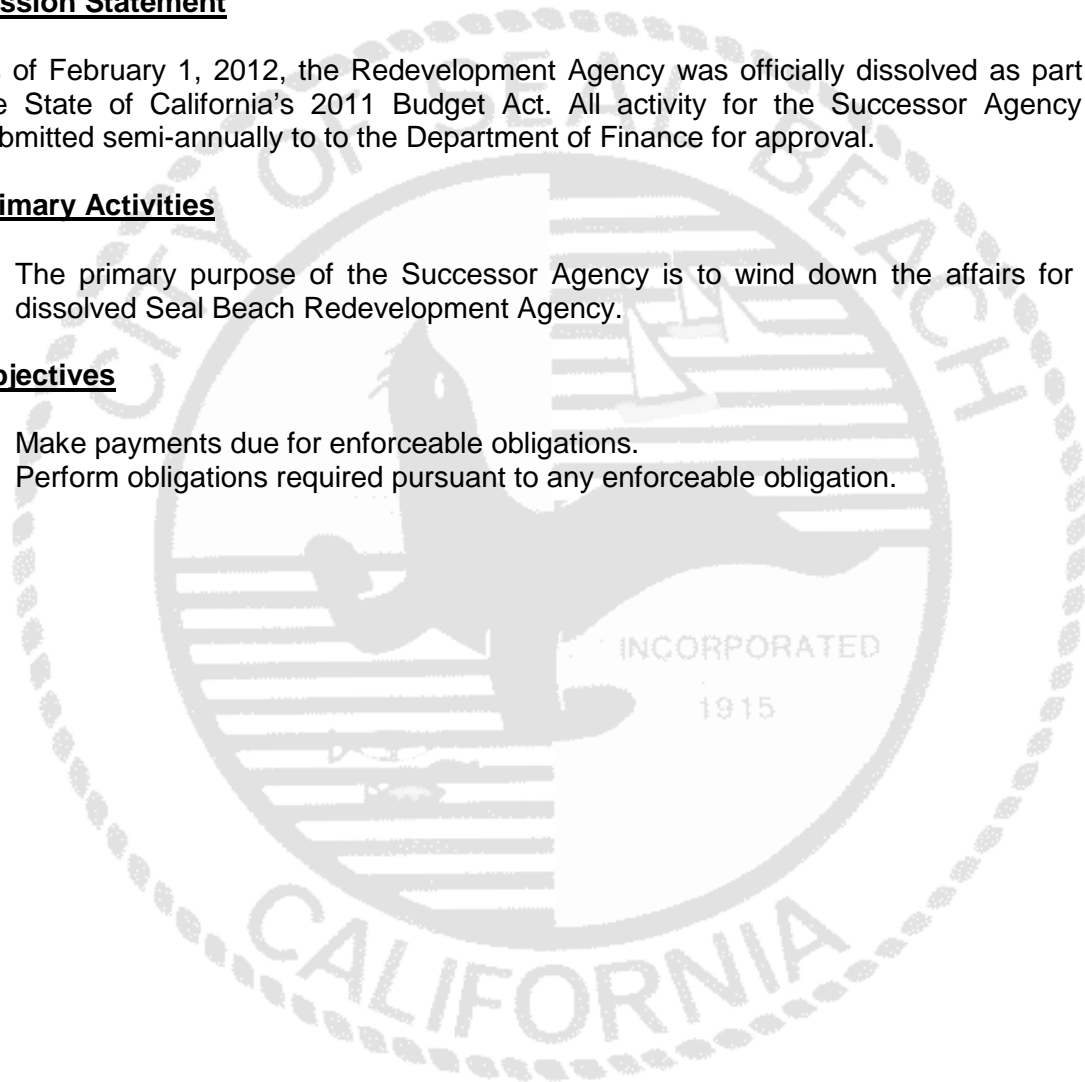 ssion Statement
of February 1, 2012, the Redevelopment Agency was officially dissolved as part
e State of California's 2011 Budget Act. All activity for the Successor Agency
bmitted semi-annually to to the Department of Finance for approval.
imary Activities
The primary purpose of the Successor Agency is to wind down the affairs for
dissolved Seal Beach Redevelopment Agency.
jectives
Make payments due for enforceable obligations.
Perform obligations required pursuant to any enforceable obligation.
CITY OF SEAL BEACH
INCORPORATED
1915
CALIFORNIA